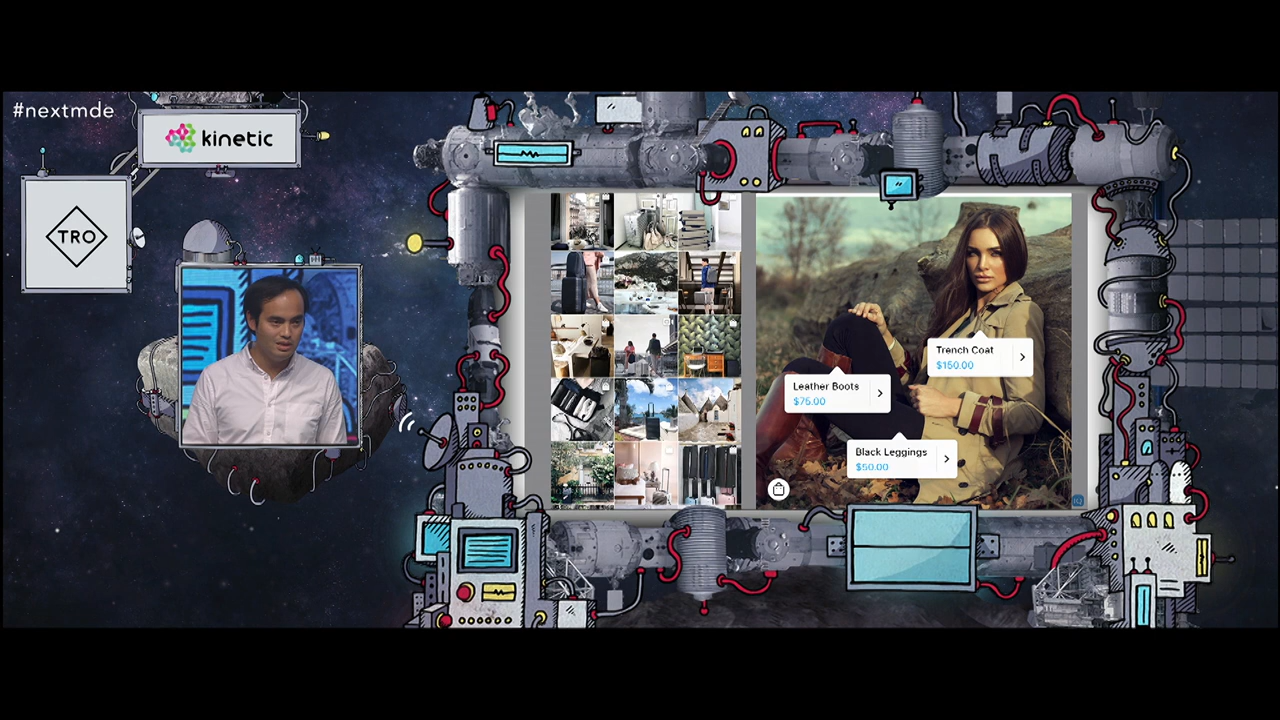 #nextmde
kinetic
TRO
Trench Coat
$150.00
Leather Boots
$75.00
Black Leggings
$50.00